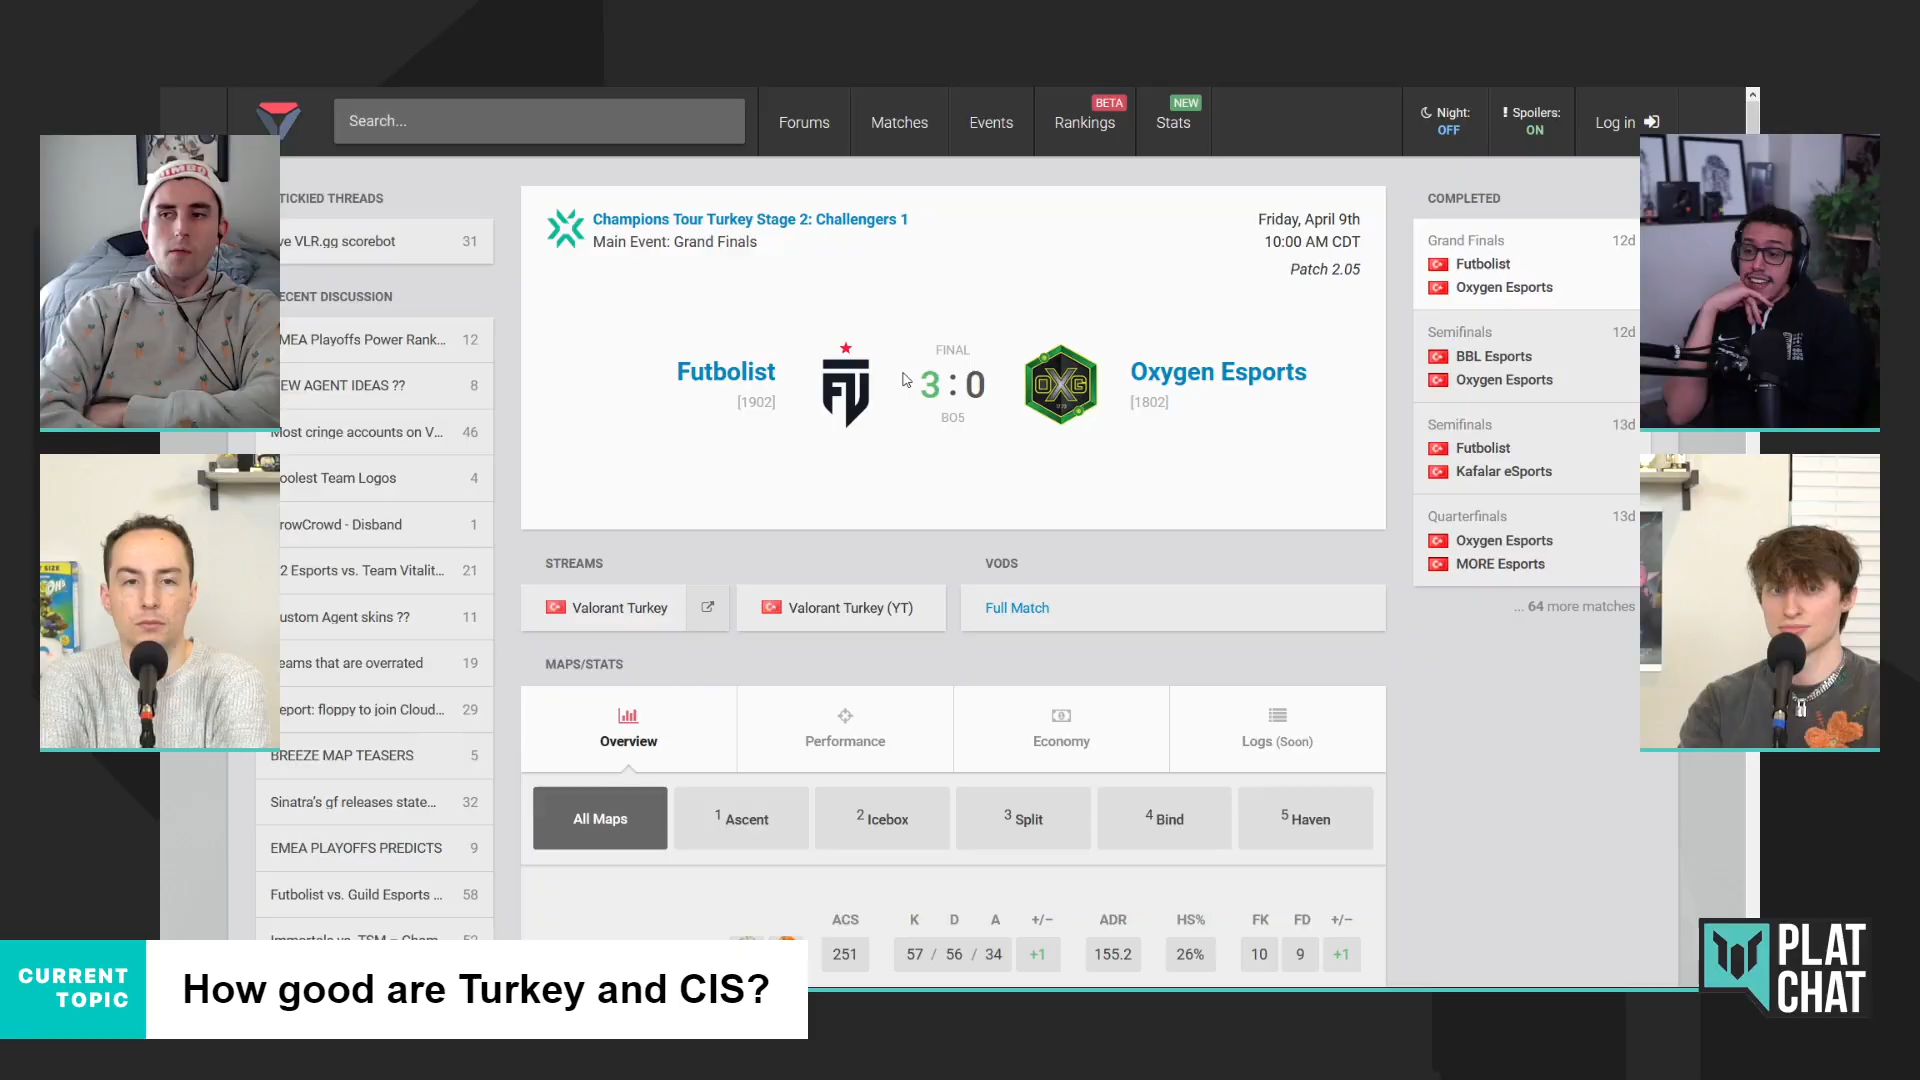 Search...
Forums
Matches
Events
BETA
Rankings
NEW
Stats
Night:
OFF
Spoilers:
ON
Log in
TICKIED THREADS
ve VLR.gg scorebot 31
ECENT DISCUSSION
MEA Playoffs Power Rank... 12
EW AGENT IDEAS ?? 8
Most cringe accounts on V... 46
oolest Team Logos 4
rowCrowd - Disband 1
2 Esports vs. Team Vitalit... 21
ustom Agent skins ?? 11
eams that are overrated 19
eport: floppy to join Cloud... 29
BREEZE MAP TEASERS 5
Sinatra's gf releases state... 32
EMEA PLAYOFFS PREDICTS 9
Futbolist vs. Guild Esports ... 58
Champions Tour Turkey Stage 2: Challengers 1
Main Event: Grand Finals
Friday, April 9th
10:00 AM CDT
Patch 2.05
Futbolist
[1902]
FINAL
3 : 0
BO5
OXG
Oxygen Esports
[1802]
STREAMS
Valorant Turkey
Valorant Turkey (YT)
VODS
Full Match
MAPS/STATS
Overview
Performance
Economy
Logs (Soon)
All Maps
1 Ascent
2 Icebox
3 Split
4 Bind
5 Haven
ACS K D A +/– ADR HS% FK FD +/–
251 57 / 56 / 34 +1 155.2 26% 10 9 +1
COMPLETED
Grand Finals 12d
Futbolist
Oxygen Esports
Semifinals 12d
BBL Esports
Oxygen Esports
Semifinals 13d
Futbolist
Kafalar eSports
Quarterfinals 13d
Oxygen Esports
MORE Esports
... 64 more matches
CURRENT
TOPIC
How good are Turkey and CIS?
PLAT
CHAT